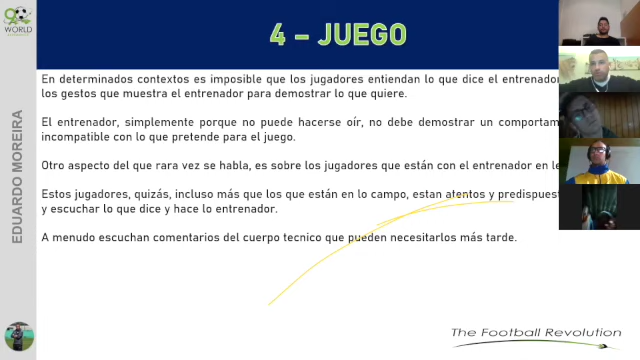 4 – JUEGO
WORLD
EDUARDO MOREIRA
En determinados contextos es imposible que los jugadores entiendan lo que dice el entrenador
los gestos que muestra el entrenador para demostrar lo que quiere.
El entrenador, simplemente porque no puede hacerse oír, no debe demostrar un comportam
incompatible con lo que pretende para el juego.
Otro aspecto del que rara vez se habla, es sobre los jugadores que están con el entrenador en le
Estos jugadores, quizás, incluso más que los que están en lo campo, estan atentos y predispuest
y escuchar lo que dice y hace lo entrenador.
A menudo escuchan comentarios del cuerpo tecnico que pueden necesitarlos más tarde.
The Football Revolution